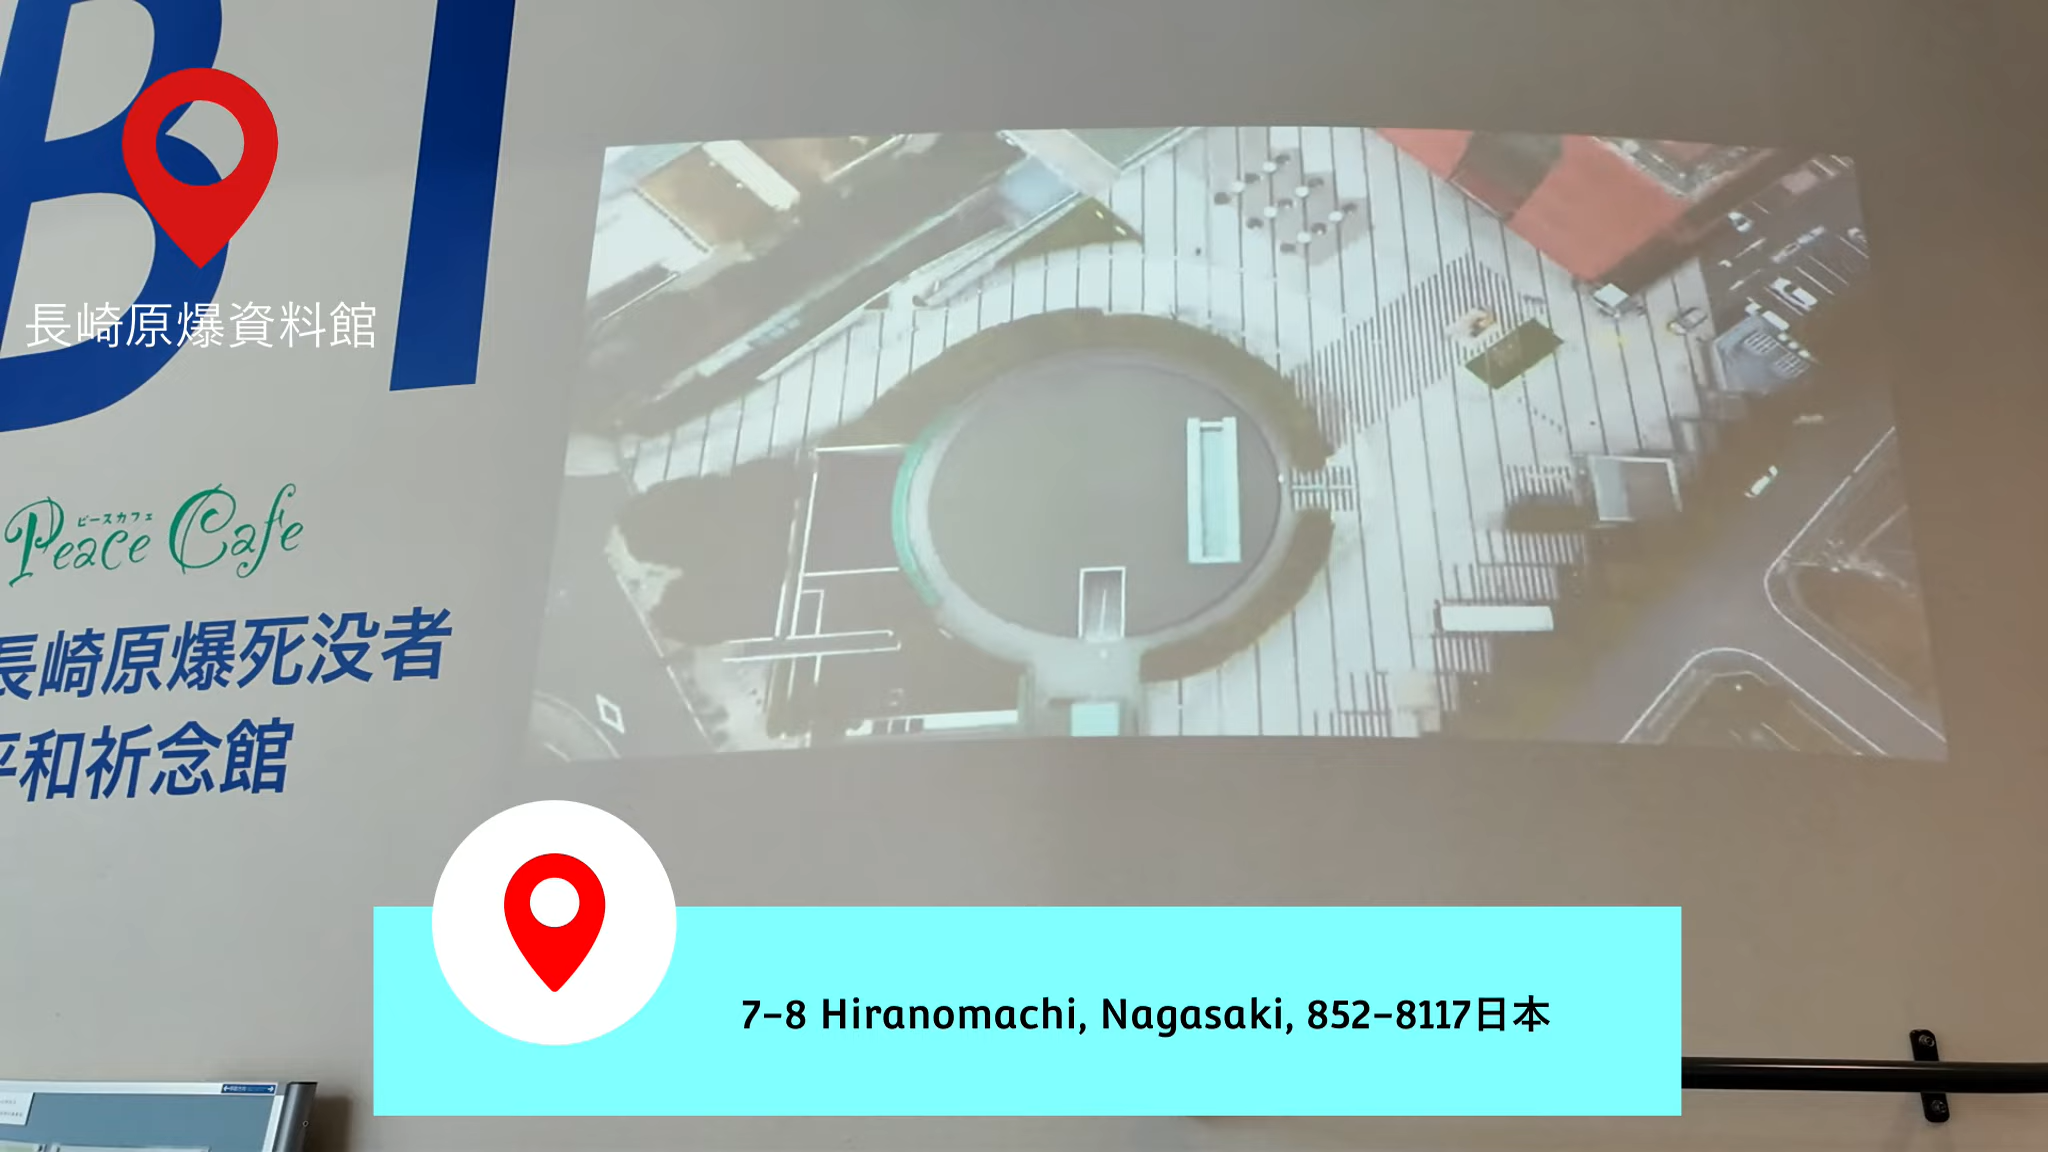 B1
長崎原爆資料館
ピースカフェ
Peace Cafe
長崎原爆死没者
平和祈念館
7-8 Hiranomachi, Nagasaki, 852-8117日本